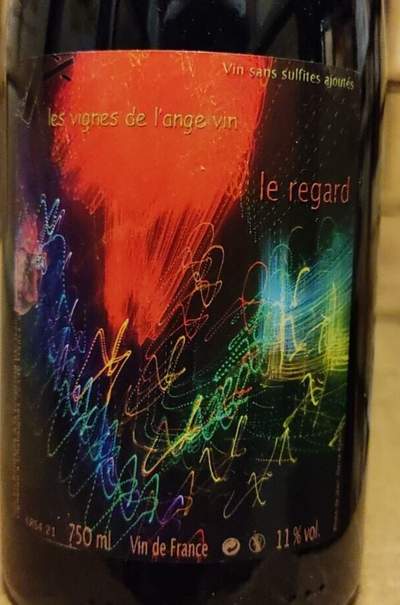 Vin sans sulfites ajoutés
les vignes de l'ange vin
le regard
750 ml Vin de France 11 % vol.